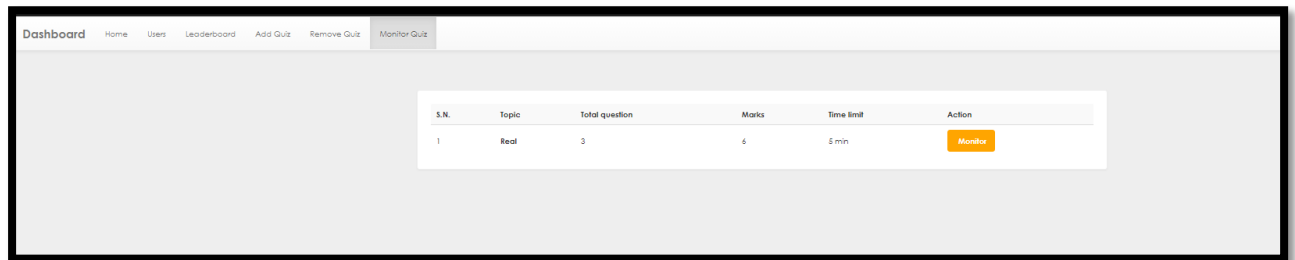 Dashboard Home Users Leaderboard Add Quiz Remove Quiz Monitor Quiz
S.N. Topic Total question Marks Time limit Action
1 Real 3 6 5 min Monitor